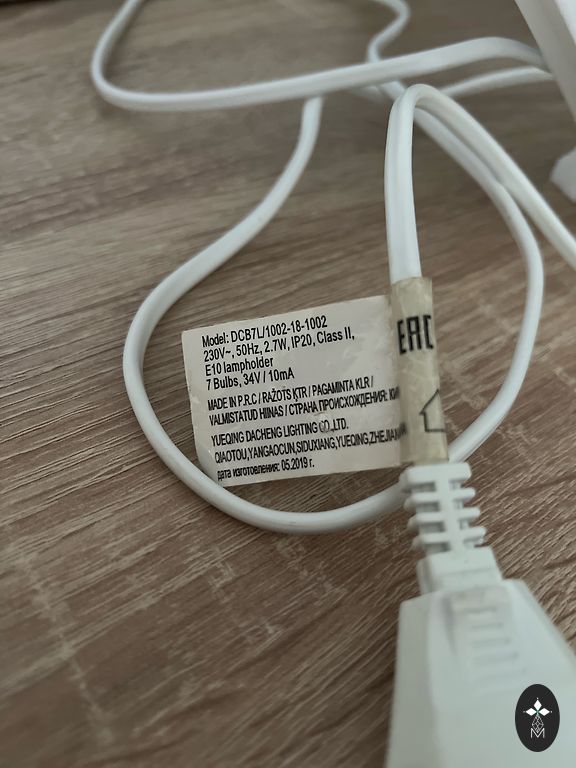 Model: DCB7L/1002-18-1002
230V~, 50Hz, 2.7W, IP20, Class II,
E10 lampholder
7 Bulbs, 34V / 10mA
MADE IN P.R.C / RAŽOTS ĶTR / PAGAMINTA KLR /
VALMISTATUD HIINAS / СТРАНА ПРОИСХОЖДЕНИЯ:
YUEQING DACHENG LIGHTING CO.,LTD.
QIAOTOU,YANGAOCUN,SIDUXIANG,YUEQING,
дата изготовления: 05.2019 г.
EAC
M